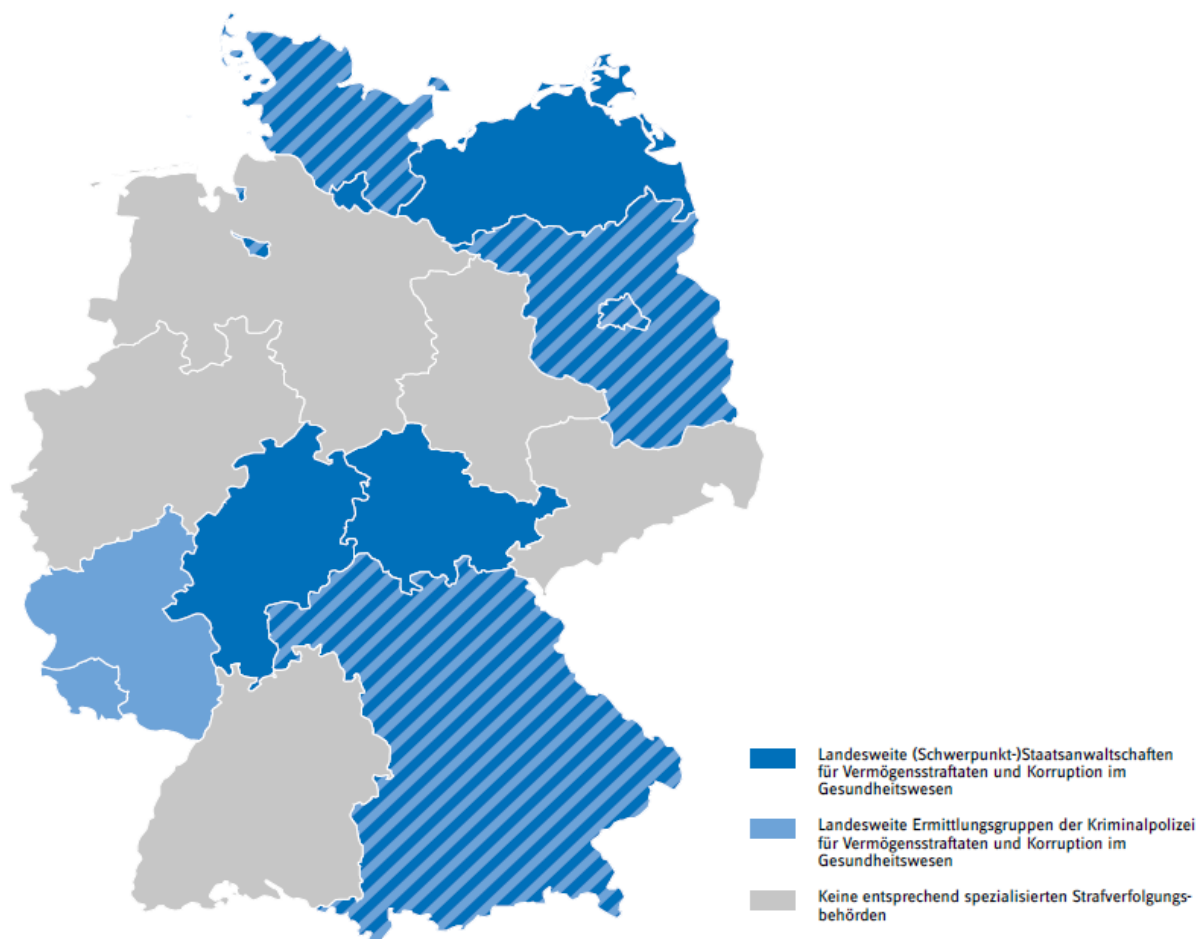 Landesweite (Schwerpunkt-)Staatsanwaltschaften
für Vermögensstraftaten und Korruption im
Gesundheitswesen
Landesweite Ermittlungsgruppen der Kriminalpolizei
für Vermögensstraftaten und Korruption im
Gesundheitswesen
Keine entsprechend spezialisierten Strafverfolgungs-
behörden